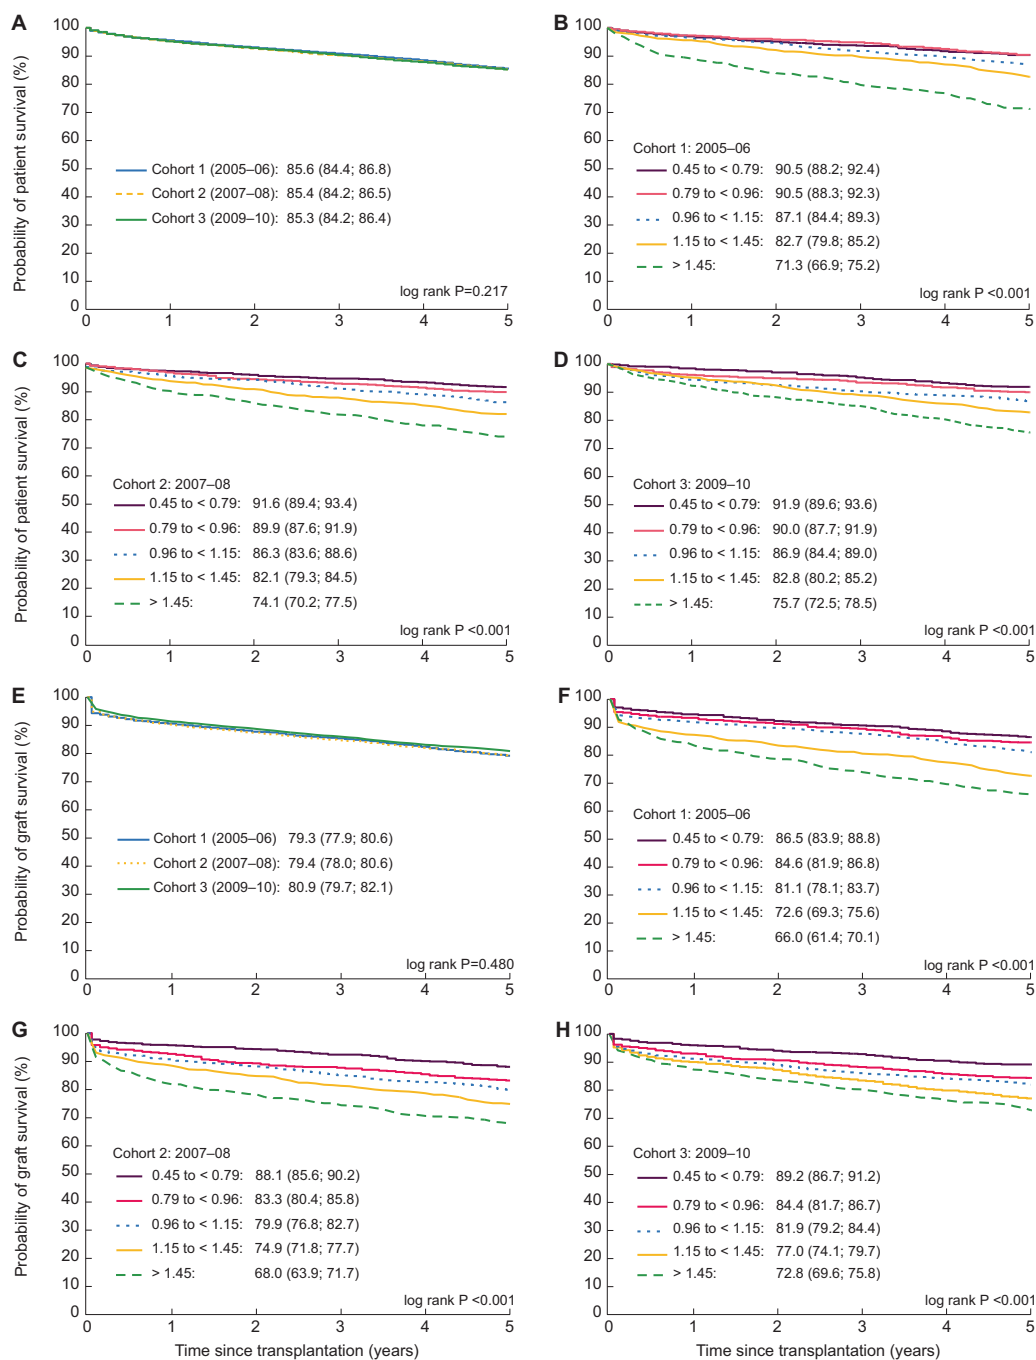 A
Probability of patient survival (%)
100
90
80
70
60
50
40
30
20
10
0
Cohort 1 (2005–06): 85.6 (84.4; 86.8)
Cohort 2 (2007–08): 85.4 (84.2; 86.5)
Cohort 3 (2009–10): 85.3 (84.2; 86.4)
log rank P=0.217
0 1 2 3 4 5
B
100
90
80
70
60
50
40
30
20
10
0
Cohort 1: 2005–06
0.45 to < 0.79: 90.5 (88.2; 92.4)
0.79 to < 0.96: 90.5 (88.3; 92.3)
0.96 to < 1.15: 87.1 (84.4; 89.3)
1.15 to < 1.45: 82.7 (79.8; 85.2)
> 1.45: 71.3 (66.9; 75.2)
log rank P <0.001
0 1 2 3 4 5
C
Probability of patient survival (%)
100
90
80
70
60
50
40
30
20
10
0
Cohort 2: 2007–08
0.45 to < 0.79: 91.6 (89.4; 93.4)
0.79 to < 0.96: 89.9 (87.6; 91.9)
0.96 to < 1.15: 86.3 (83.6; 88.6)
1.15 to < 1.45: 82.1 (79.3; 84.5)
> 1.45: 74.1 (70.2; 77.5)
log rank P <0.001
0 1 2 3 4 5
D
100
90
80
70
60
50
40
30
20
10
0
Cohort 3: 2009–10
0.45 to < 0.79: 91.9 (89.6; 93.6)
0.79 to < 0.96: 90.0 (87.7; 91.9)
0.96 to < 1.15: 86.9 (84.4; 89.0)
1.15 to < 1.45: 82.8 (80.2; 85.2)
> 1.45: 75.7 (72.5; 78.5)
log rank P <0.001
0 1 2 3 4 5
E
Probability of graft survival (%)
100
90
80
70
60
50
40
30
20
10
0
Cohort 1 (2005–06) 79.3 (77.9; 80.6)
Cohort 2 (2007–08): 79.4 (78.0; 80.6)
Cohort 3 (2009–10): 80.9 (79.7; 82.1)
log rank P=0.480
0 1 2 3 4 5
F
100
90
80
70
60
50
40
30
20
10
0
Cohort 1: 2005–06
0.45 to < 0.79: 86.5 (83.9; 88.8)
0.79 to < 0.96: 84.6 (81.9; 86.8)
0.96 to < 1.15: 81.1 (78.1; 83.7)
1.15 to < 1.45: 72.6 (69.3; 75.6)
> 1.45: 66.0 (61.4; 70.1)
log rank P <0.001
0 1 2 3 4 5
G
Probability of graft survival (%)
100
90
80
70
60
50
40
30
20
10
0
Cohort 2: 2007–08
0.45 to < 0.79: 88.1 (85.6; 90.2)
0.79 to < 0.96: 83.3 (80.4; 85.8)
0.96 to < 1.15: 79.9 (76.8; 82.7)
1.15 to < 1.45: 74.9 (71.8; 77.7)
> 1.45: 68.0 (63.9; 71.7)
log rank P <0.001
0 1 2 3 4 5
Time since transplantation (years)
H
100
90
80
70
60
50
40
30
20
10
0
Cohort 3: 2009–10
0.45 to < 0.79: 89.2 (86.7; 91.2)
0.79 to < 0.96: 84.4 (81.7; 86.7)
0.96 to < 1.15: 81.9 (79.2; 84.4)
1.15 to < 1.45: 77.0 (74.1; 79.7)
> 1.45: 72.8 (69.6; 75.8)
log rank P <0.001
0 1 2 3 4 5
Time since transplantation (years)